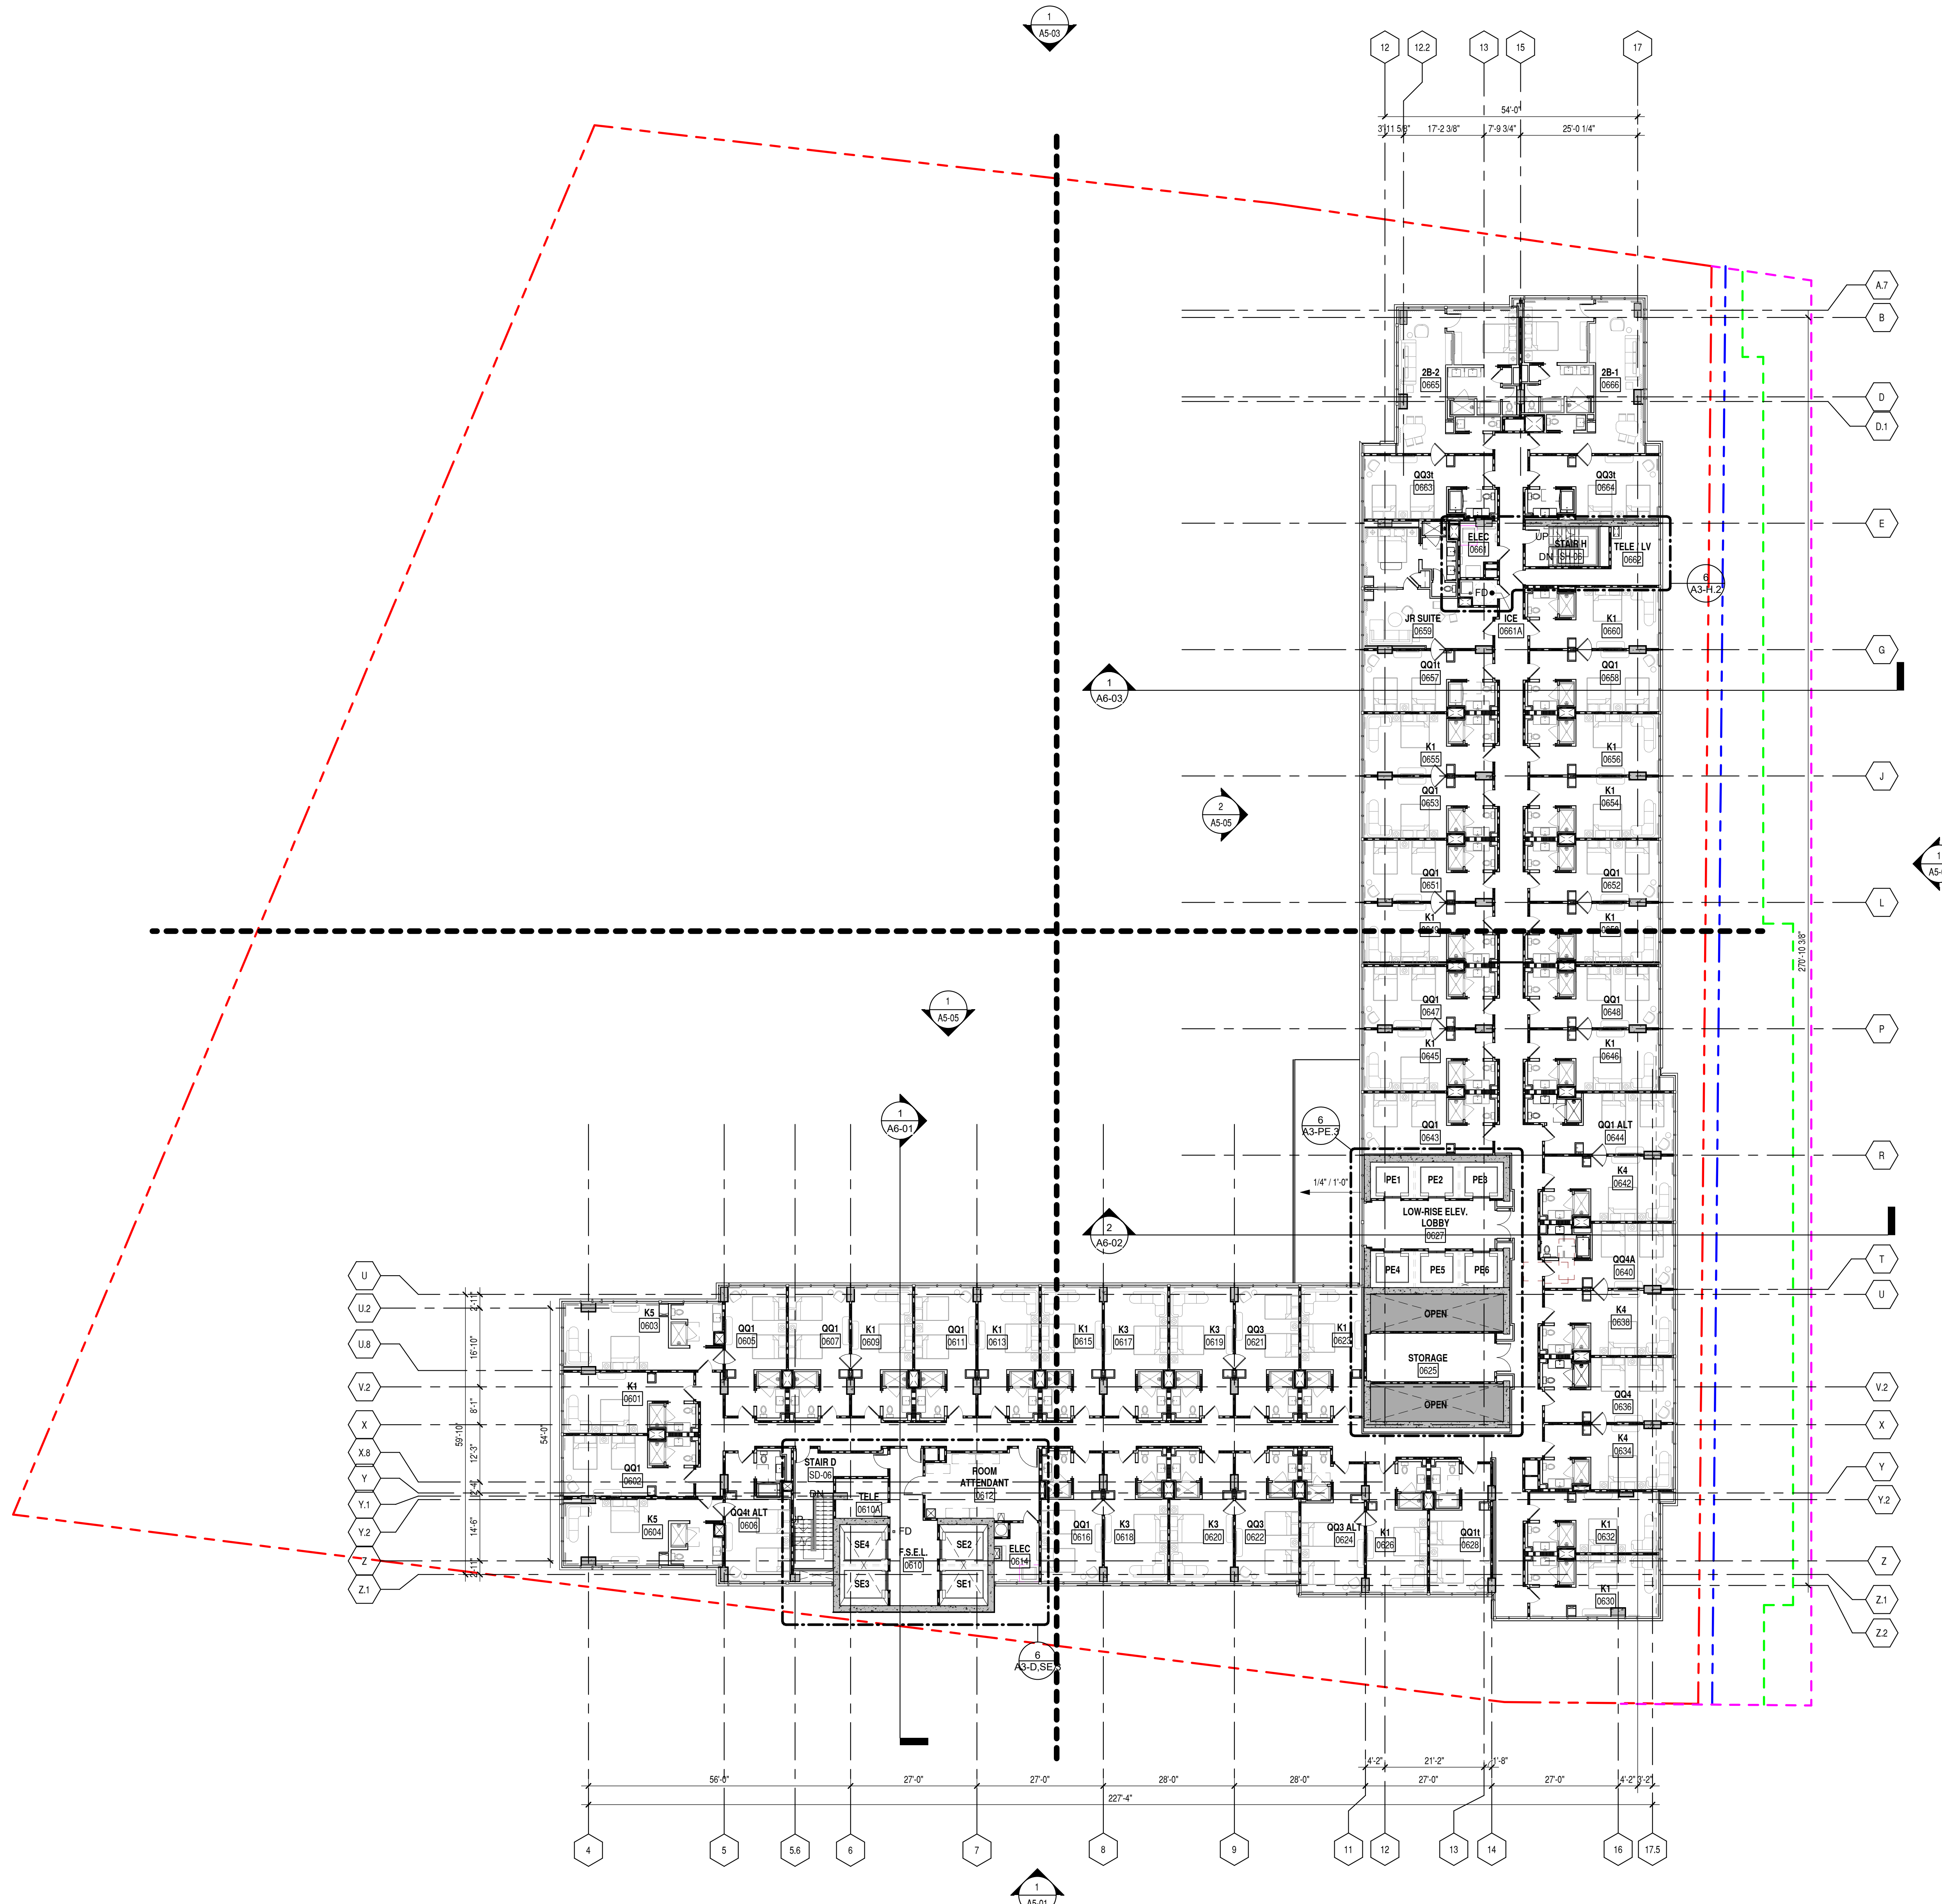 1
A5-03
12
12.2
13
15
17
54'-0"
3'-11 5/8"
17'-2 3/8"
7'-9 3/4"
25'-0 1/4"
A.7
B
D
D.1
E
G
J
L
P
R
T
U
V.2
X
Y
Y.2
Z
Z.1
Z.2
270'-10 3/8"
2B-2
0665
2B-1
0666
QQ3t
0663
QQ3t
0664
ELEC
0661
UP
STAIR H
DN
SH-06
TELE / LV
0662
6
A3-H.2
FD
JR SUITE
0659
ICE
0661A
K1
0660
QQ1t
0657
QQ1
0658
1
A6-03
K1
0655
K1
0656
2
A5-05
QQ1
0653
K1
0654
1
QQ1
0651
QQ1
0652
K1
K1
1
A5-05
QQ1
0647
QQ1
0648
K1
0645
K1
0646
1
A6-01
6
A3-PE.3
QQ1
0643
QQ1 ALT
0644
1/4" / 1'-0"
PE1
PE2
PE3
K4
0642
LOW-RISE ELEV.
LOBBY
0627
2
A6-02
PE4
PE5
PE6
QQ4A
0640
OPEN
K4
0638
STORAGE
0625
OPEN
QQ4
0636
K4
0634
K1
0632
K1
0630
U
U.2
U.8
V.2
X
X.8
Y
Y.1
Y.2
Z
Z.1
59'-10"
2'-11"
16'-10"
8'-1"
12'-3"
14'-6"
2'-11"
54'-0"
K5
0603
QQ1
0605
QQ1
0607
K1
0609
QQ1
0611
K1
0613
K1
0615
K3
0617
K3
0619
QQ3
0621
K1
0623
K1
0601
QQ1
0602
K5
0604
QQ4t ALT
0606
STAIR D
SD-06
DN
UP
TELE
0610A
ROOM
ATTENDANT
0612
FD
SE4
SE2
F.S.E.L.
0610
SE3
SE1
ELEC
0614
QQ1
0616
K3
0618
K3
0620
QQ3
0622
QQ3 ALT
0624
K1
0626
QQ1t
0628
6
A3-D,SE.3
4'-2"
21'-2"
1'-8"
56'-0"
27'-0"
27'-0"
28'-0"
28'-0"
27'-0"
27'-0"
4'-2"
3'-2"
227'-4"
4
5
5.6
6
7
8
9
11
12
13
14
16
17.5
1
A5-01